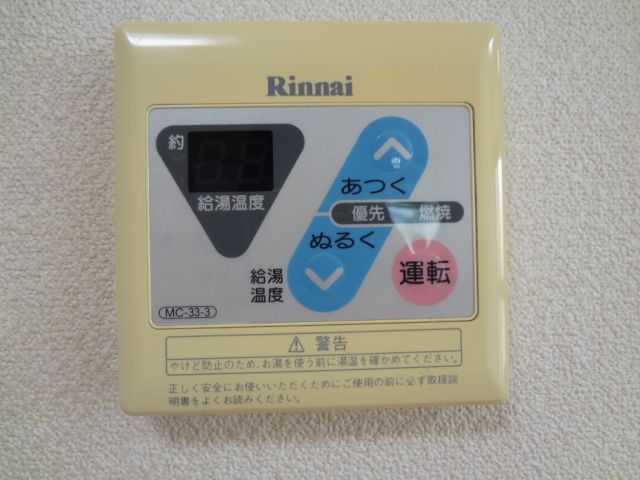 Rinnai
約
給湯温度
あつく
優先 燃焼
ぬるく
給湯
温度
運転
MC-33-3
⚠ 警告
やけど防止のため、お湯を使う前に湯温を確かめてください。
正しく安全にお使いいただくためにご使用の前に必ず取扱説
明書をよくお読みください。